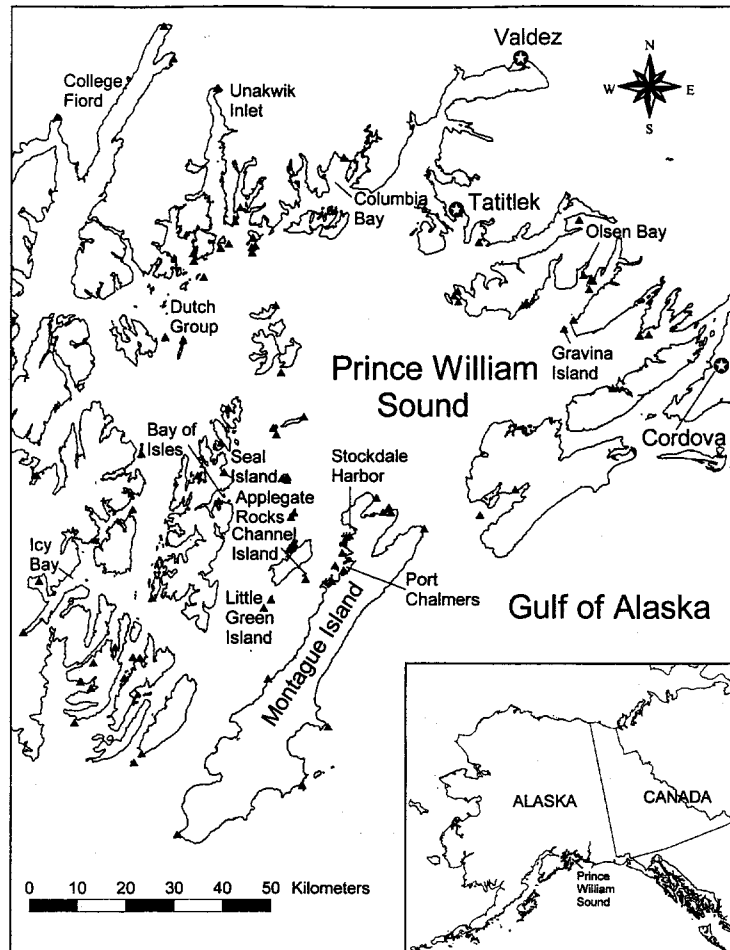 Valdez
N
W
E
S
College
Fiord
Unakwik
Inlet
Columbia
Bay
Tatitlek
Olsen Bay
Dutch
Group
Gravina
Island
Prince William
Sound
Cordova
Bay of
Isles
Seal
Island
Applegate
Rocks
Channel
Island
Stockdale
Harbor
Icy
Bay
Little
Green
Island
Port
Chalmers
Montague Island
Gulf of Alaska
ALASKA
CANADA
Prince
William
Sound
0 10 20 30 40 50 Kilometers